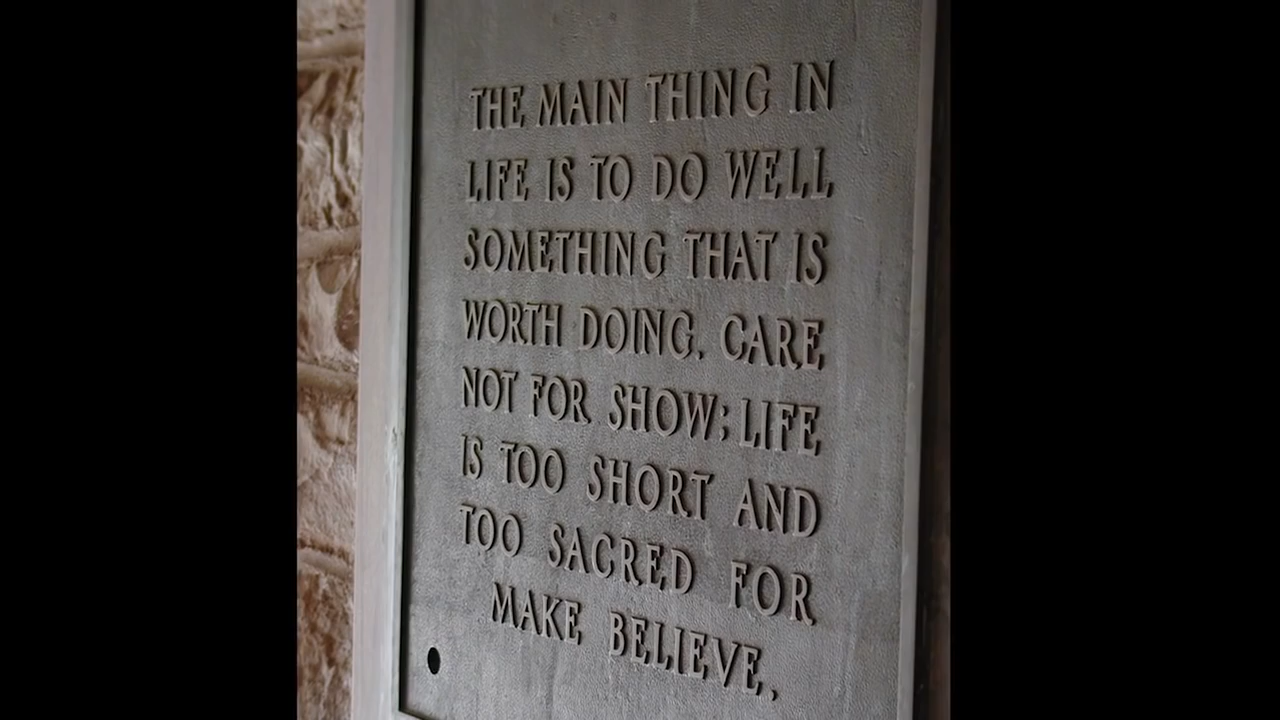 THE MAIN THING IN
LIFE IS TO DO WELL
SOMETHING THAT IS
WORTH DOING. CARE
NOT FOR SHOW; LIFE
IS TOO SHORT AND
TOO SACRED FOR
MAKE BELIEVE.,